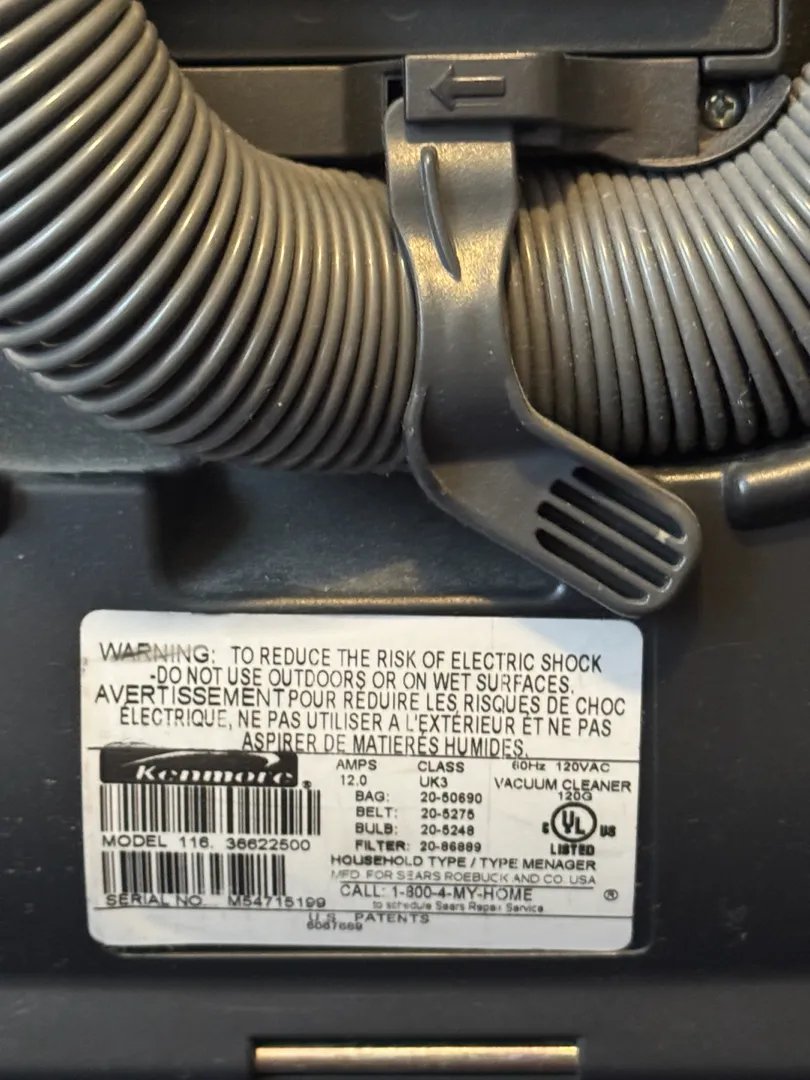 WARNING: TO REDUCE THE RISK OF ELECTRIC SHOCK
-DO NOT USE OUTDOORS OR ON WET SURFACES.
AVERTISSEMENT POUR RÉDUIRE LES RISQUES DE CHOC
ÉLECTRIQUE, NE PAS UTILISER A L'EXTÉRIEUR ET NE PAS
ASPIRER DE MATIERÉS HUMIDES.
Kenmore ®
AMPS CLASS 60Hz 120VAC
12.0 UK3 VACUUM CLEANER
120G
BAG: 20-50690
BELT: 20-5275
BULB: 20-5248
FILTER: 20-86889
C UL US
LISTED
MODEL 116. 36622500
HOUSEHOLD TYPE / TYPE MENAGER
MFD. FOR SEARS ROEBUCK AND CO. USA
CALL: 1-800-4-MY-HOME ®
to schedule Sears Repair Service
SERIAL NO. M54715199
U.S. PATENTS